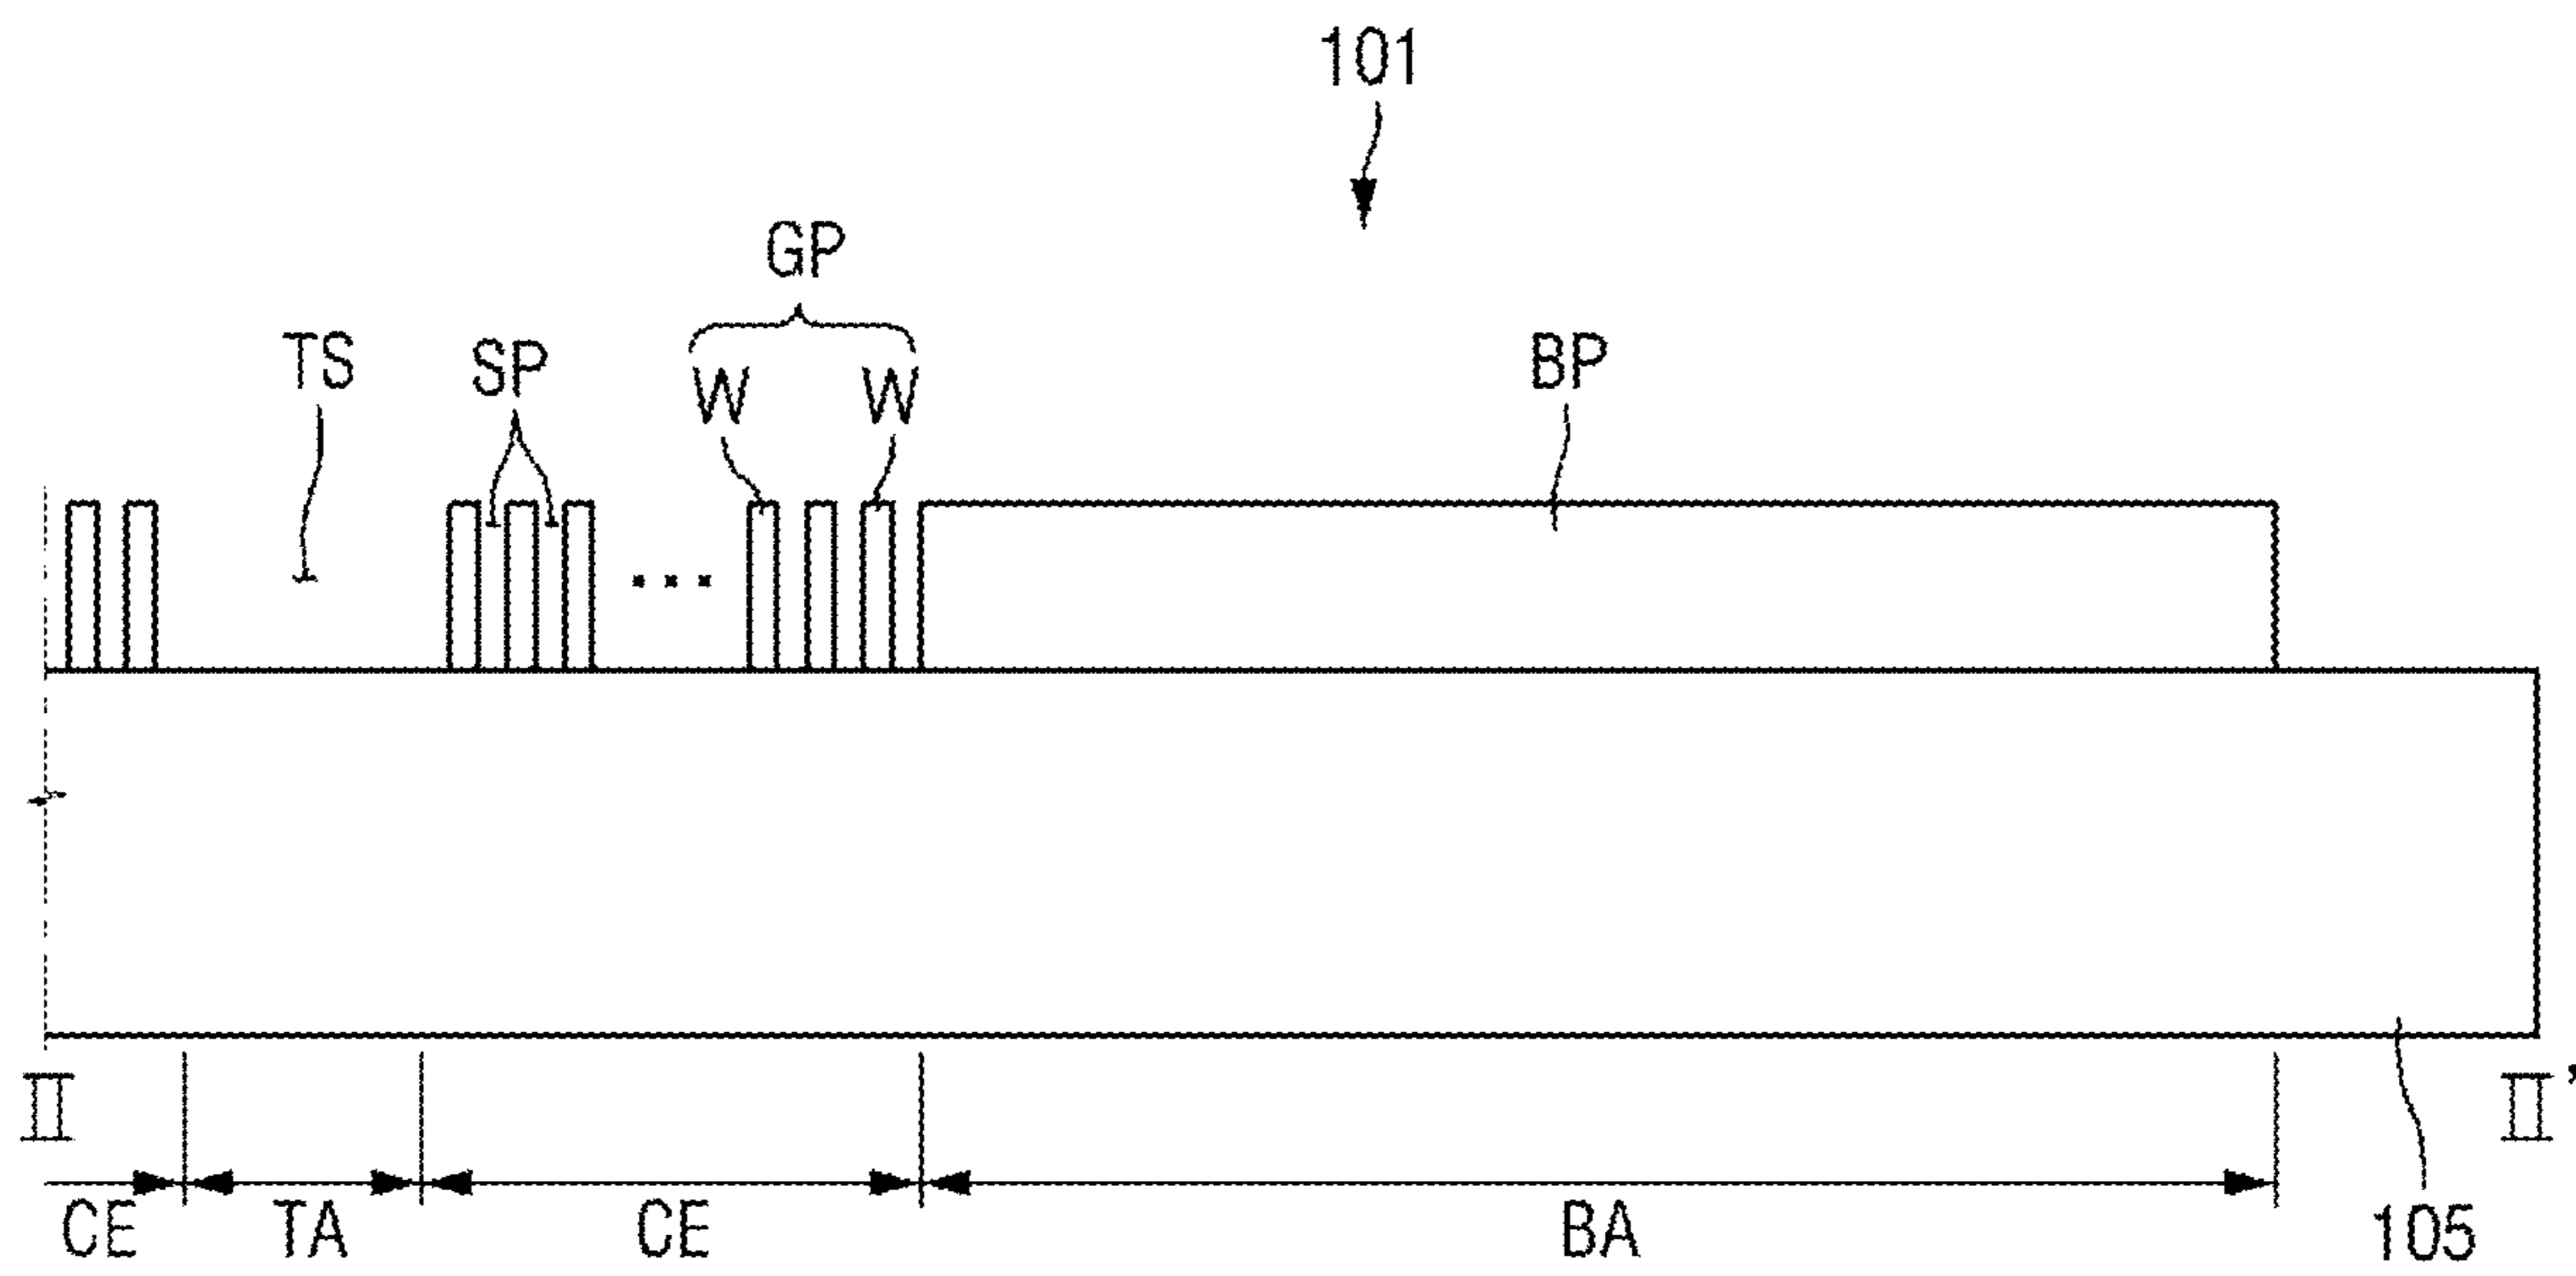 101
GP
TS SP W W BP
...
Ⅱ Ⅱ'
CE TA CE BA 105